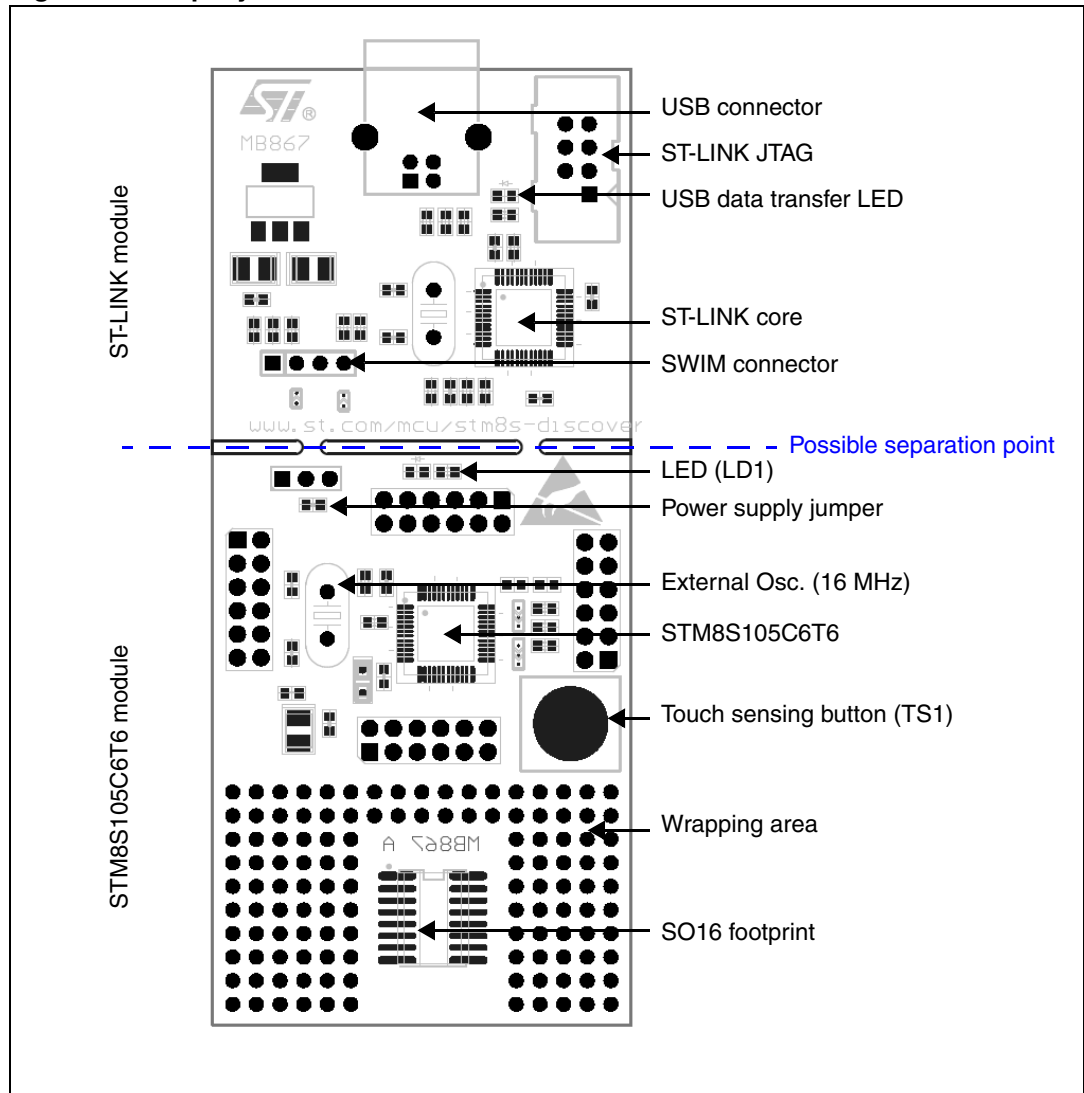 ST®
MB867
USB connector
ST-LINK JTAG
USB data transfer LED
ST-LINK module
ST-LINK core
SWIM connector
www.st.com/mcu/stm8s-discover
Possible separation point
LED (LD1)
Power supply jumper
External Osc. (16 MHz)
STM8S105C6T6
STM8S105C6T6 module
Touch sensing button (TS1)
Wrapping area
MB867 A
SO16 footprint